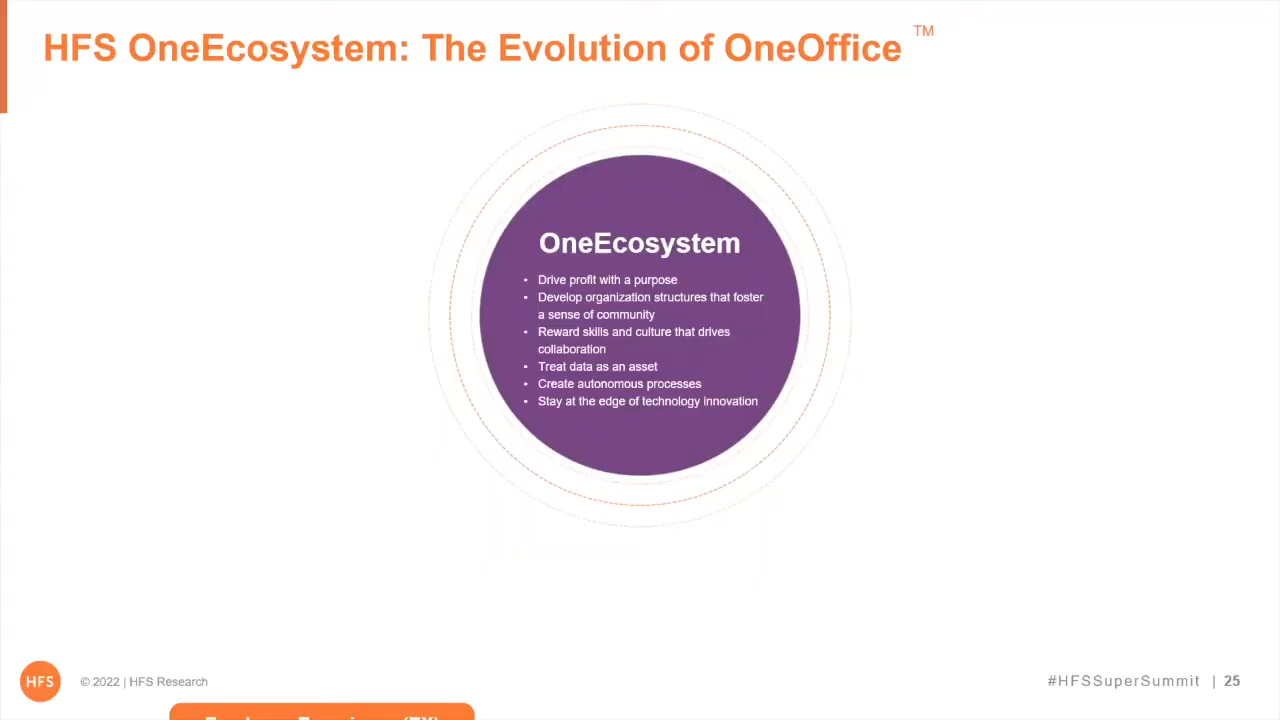 HFS OneEcosystem: The Evolution of OneOffice TM
OneEcosystem
• Drive profit with a purpose
• Develop organization structures that foster
a sense of community
• Reward skills and culture that drives
collaboration
• Treat data as an asset
• Create autonomous processes
• Stay at the edge of technology innovation
HFS © 2022 | HFS Research
#HFSSuperSummit | 25